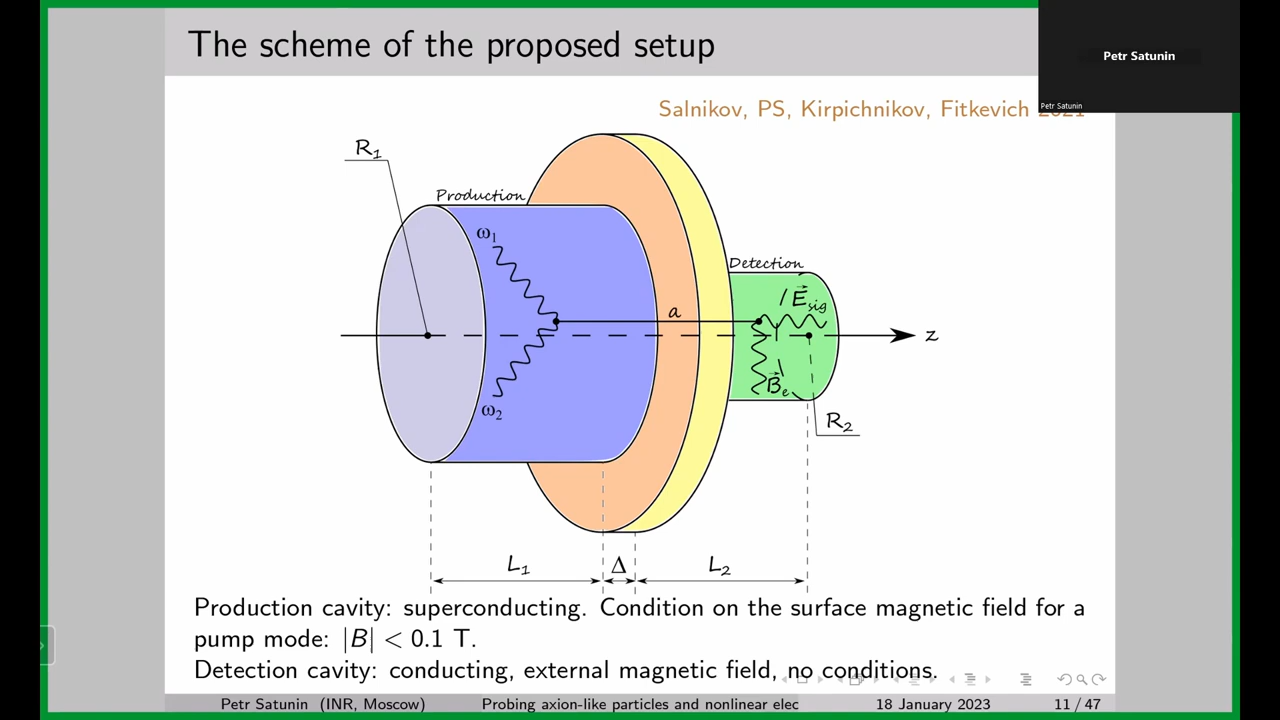 The scheme of the proposed setup
Petr Satunin
Petr Satunin
Salnikov, PS, Kirpichnikov, Fitkevich 2021
R₁
Production
ω₁
ω₂
a
Detection
E⃗sig
B⃗e
z
R₂
L₁
Δ
L₂
Production cavity: superconducting. Condition on the surface magnetic field for a
pump mode: |B| < 0.1 T.
Detection cavity: conducting, external magnetic field, no conditions.
Petr Satunin (INR, Moscow) Probing axion-like particles and nonlinear elec 18 January 2023 11 / 47